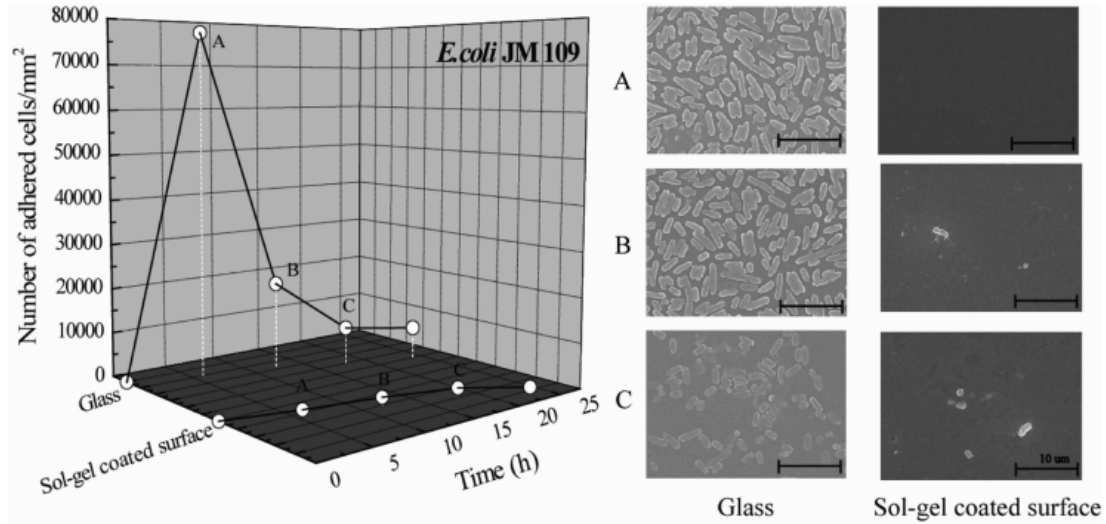 Number of adhered cells/mm²
80000
70000
60000
50000
40000
30000
20000
10000
0
E.coli JM 109
A
B
C
A
B
C
Glass
Sol-gel coated surface
0
5
10
15
20
25
Time (h)
A
B
C
10 um
Glass
Sol-gel coated surface